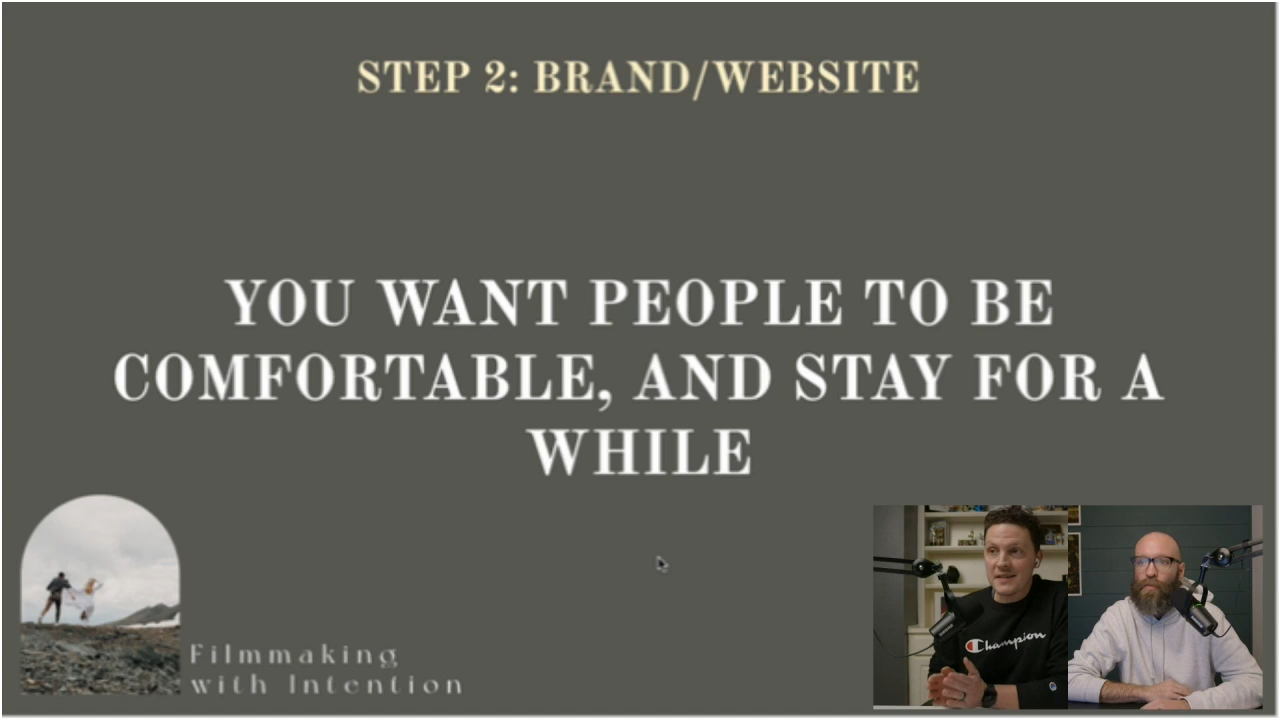 STEP 2: BRAND/WEBSITE
YOU WANT PEOPLE TO BE
COMFORTABLE, AND STAY FOR A
WHILE
Filmmaking
with Intention
Champion